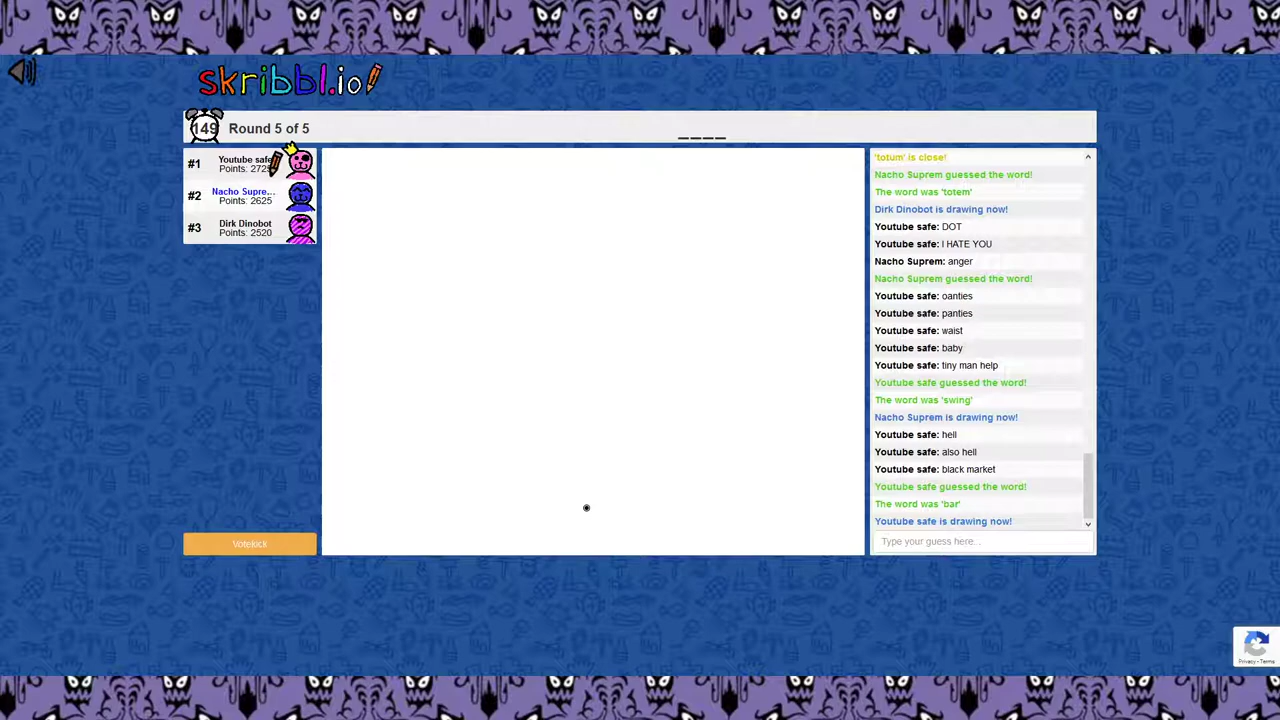 skribbl.io
149 Round 5 of 5
____
#1 Youtube safe
Points: 2725
#2 Nacho Supre...
Points: 2625
#3 Dirk Dinobot
Points: 2520
Votekick
'totum' is close!
Nacho Suprem guessed the word!
The word was 'totem'
Dirk Dinobot is drawing now!
Youtube safe: DOT
Youtube safe: I HATE YOU
Nacho Suprem: anger
Nacho Suprem guessed the word!
Youtube safe: oanties
Youtube safe: panties
Youtube safe: waist
Youtube safe: baby
Youtube safe: tiny man help
Youtube safe guessed the word!
The word was 'swing'
Nacho Suprem is drawing now!
Youtube safe: hell
Youtube safe: also hell
Youtube safe: black market
Youtube safe guessed the word!
The word was 'bar'
Youtube safe is drawing now!
Type your guess here...
Privacy - Terms